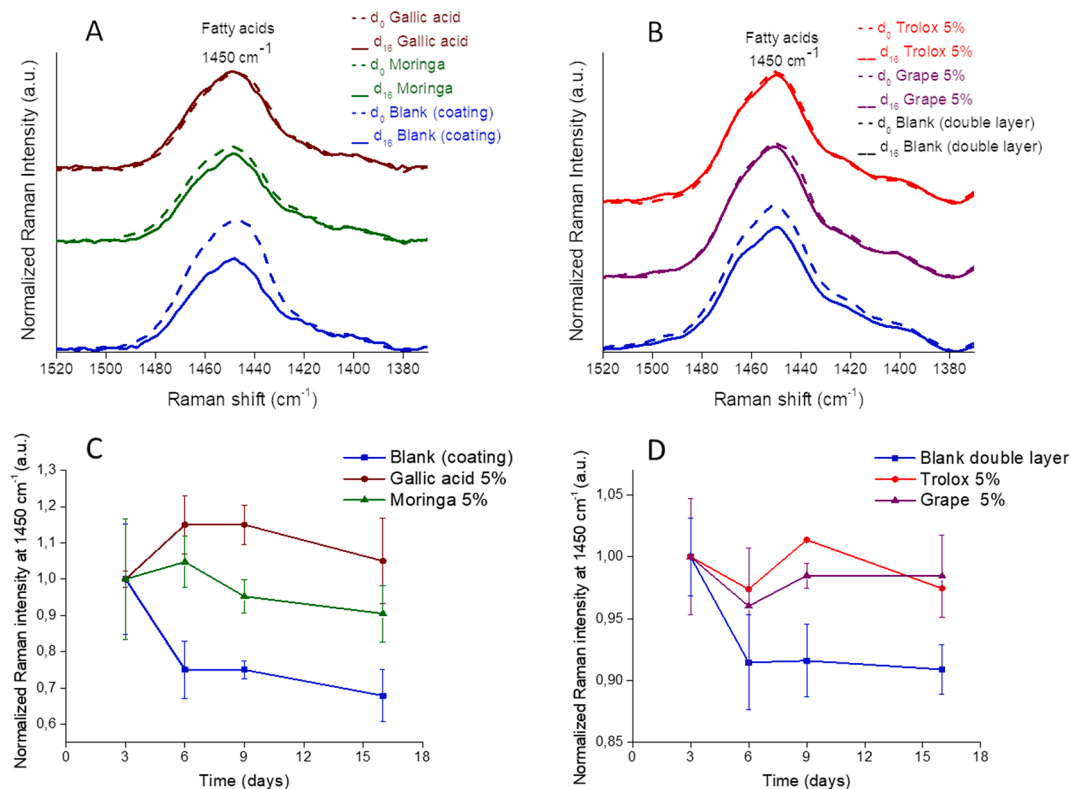 A
Fatty acids
1450 cm⁻¹
d₀ Gallic acid
d₁₆ Gallic acid
d₀ Moringa
d₁₆ Moringa
d₀ Blank (coating)
d₁₆ Blank (coating)
Normalized Raman Intensity (a.u.)
1520 1500 1480 1460 1440 1420 1400 1380
Raman shift (cm⁻¹)
B
Fatty acids
1450 cm⁻¹
d₀ Trolox 5%
d₁₆ Trolox 5%
d₀ Grape 5%
d₁₆ Grape 5%
d₀ Blank (double layer)
d₁₆ Blank (double layer)
Normalized Raman Intensity (a.u.)
1520 1500 1480 1460 1440 1420 1400 1380
Raman shift (cm⁻¹)
C
Blank (coating)
Gallic acid 5%
Moringa 5%
Normalized Raman intensity at 1450 cm⁻¹ (a.u.)
1,3
1,2
1,1
1,0
0,9
0,8
0,7
0,6
0 3 6 9 12 15 18
Time (days)
D
Blank double layer
Trolox 5%
Grape 5%
Normalized Raman intensity at 1450 cm⁻¹ (a.u.)
1,05
1,00
0,95
0,90
0,85
0 3 6 9 12 15 18
Time (days)